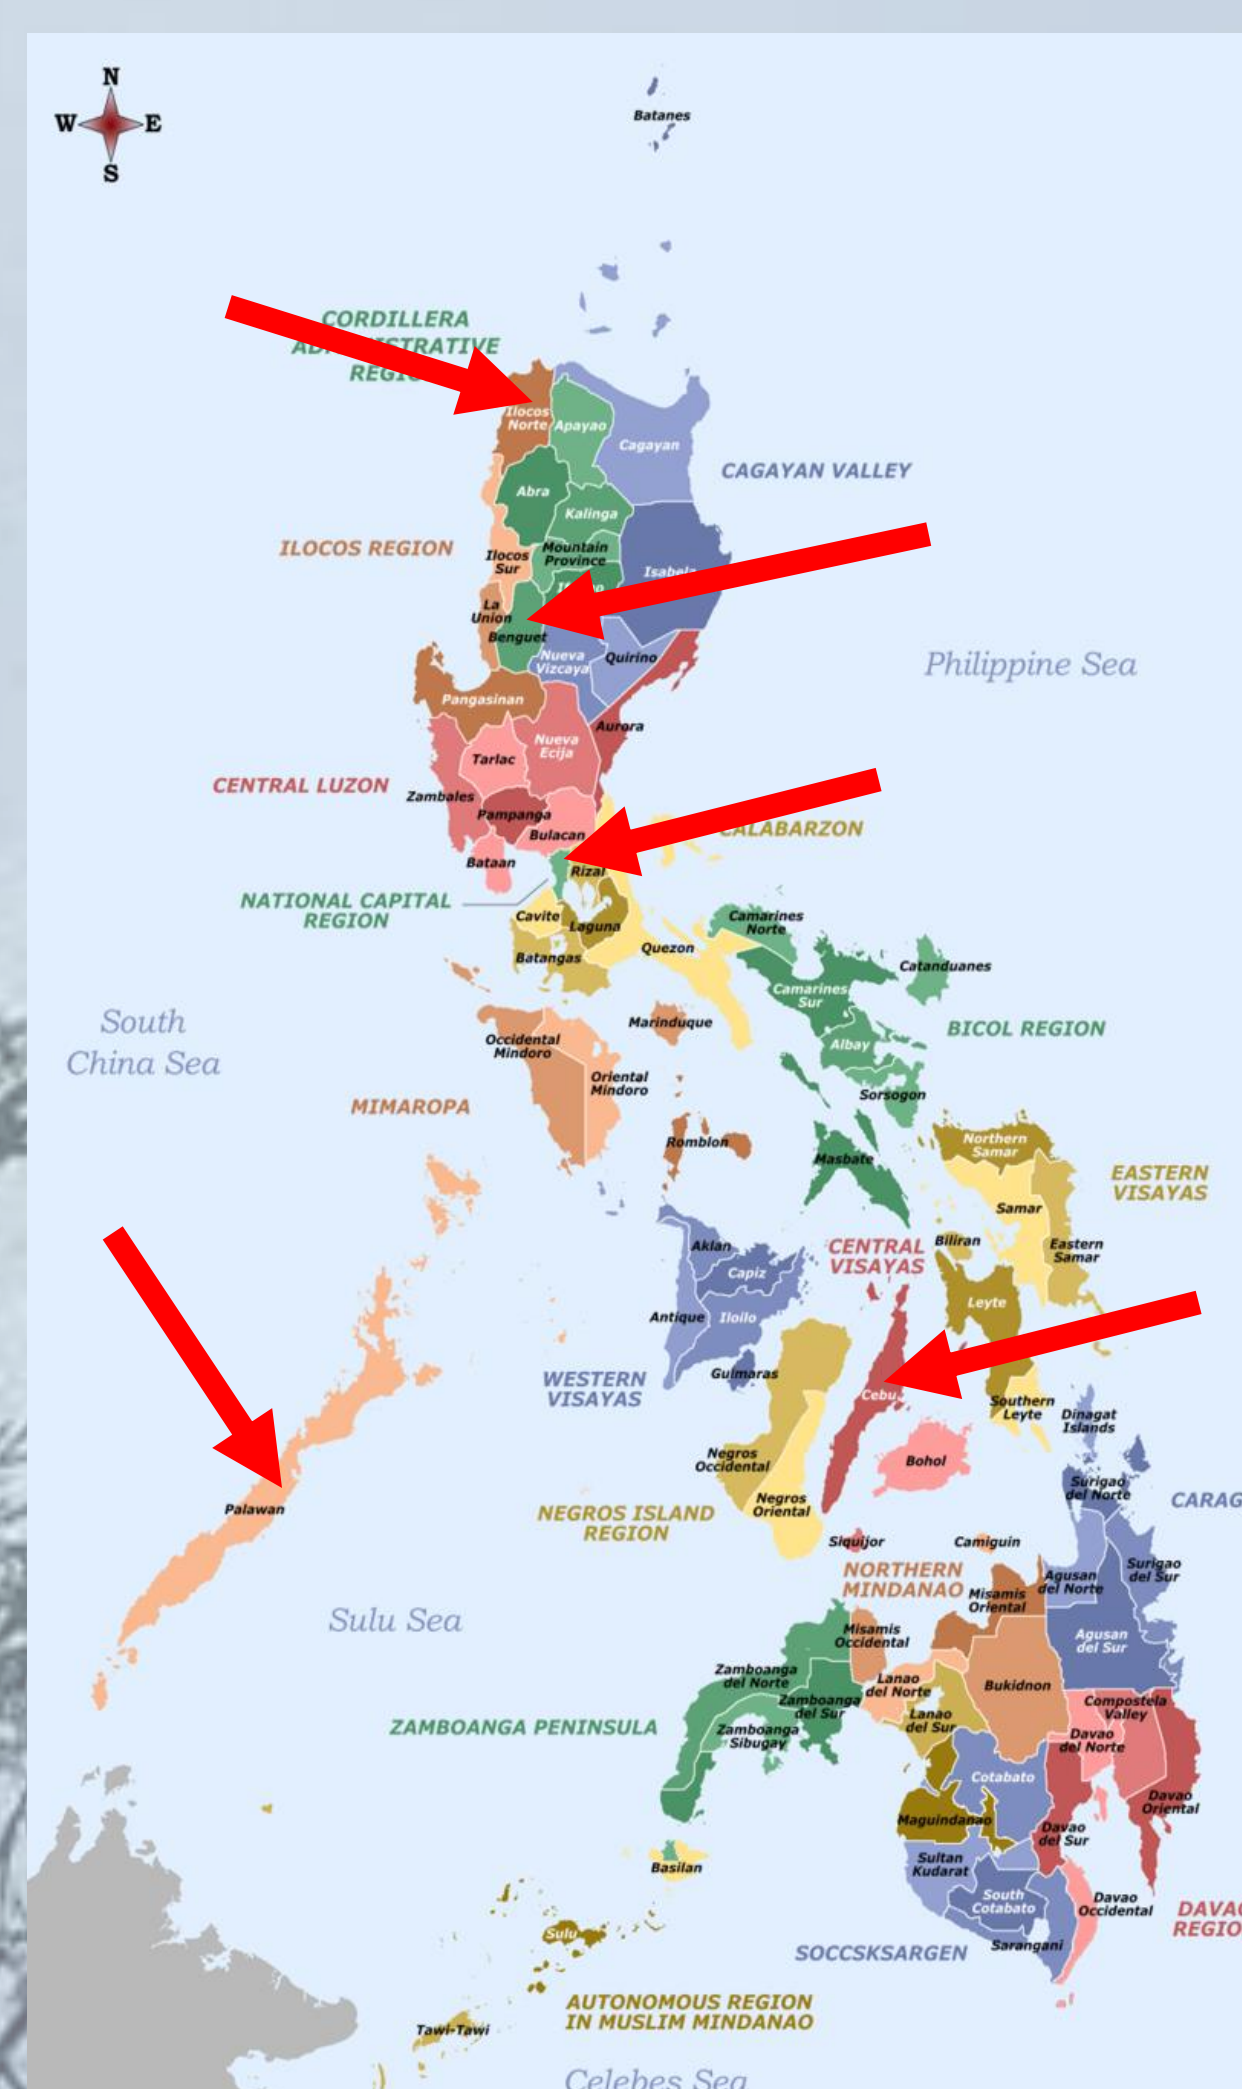 N
W E
S
Batanes
CORDILLERA
REGION
Ilocos
Norte
Apayao
Cagayan
CAGAYAN VALLEY
Abra
Kalinga
ILOCOS REGION
Mountain
Province
Ilocos
Sur
Isabela
La
Union
Benguet
Nueva
Vizcaya
Quirino
Philippine Sea
Pangasinan
Aurora
Nueva
Ecija
Tarlac
CENTRAL LUZON
Zambales
Pampanga
Bulacan
CALABARZON
Bataan
Rizal
NATIONAL CAPITAL
REGION
Cavite
Laguna
Camarines
Norte
Quezon
Batangas
Catanduanes
Camarines
Sur
South
China Sea
Marinduque
BICOL REGION
Occidental
Mindoro
Albay
Oriental
Mindoro
Sorsogon
MIMAROPA
Romblon
Northern
Samar
Masbate
EASTERN
VISAYAS
Samar
Biliran
Eastern
Samar
Aklan
CENTRAL
VISAYAS
Capiz
Leyte
Antique
Iloilo
Guimaras
WESTERN
VISAYAS
Cebu
Southern
Leyte
Dinagat
Islands
Negros
Occidental
Bohol
Surigao
del Norte
Negros
Oriental
CARAG
Palawan
NEGROS ISLAND
REGION
Siquijor
Camiguin
NORTHERN
MINDANAO
Surigao
del Sur
Agusan
del Norte
Misamis
Oriental
Sulu Sea
Misamis
Occidental
Agusan
del Sur
Zamboanga
del Norte
Lanao
del Norte
Bukidnon
Zamboanga
del Sur
Compostela
Valley
Lanao
del Sur
ZAMBOANGA PENINSULA
Zamboanga
Sibugay
Davao
del Norte
Cotabato
Davao
Oriental
Maguindanao
Davao
del Sur
Basilan
Sultan
Kudarat
South
Cotabato
Davao
Occidental
DAVAO
REGIO
Sulu
Sarangani
SOCCSKSARGEN
AUTONOMOUS REGION
IN MUSLIM MINDANAO
Tawi-Tawi
Celebes Sea